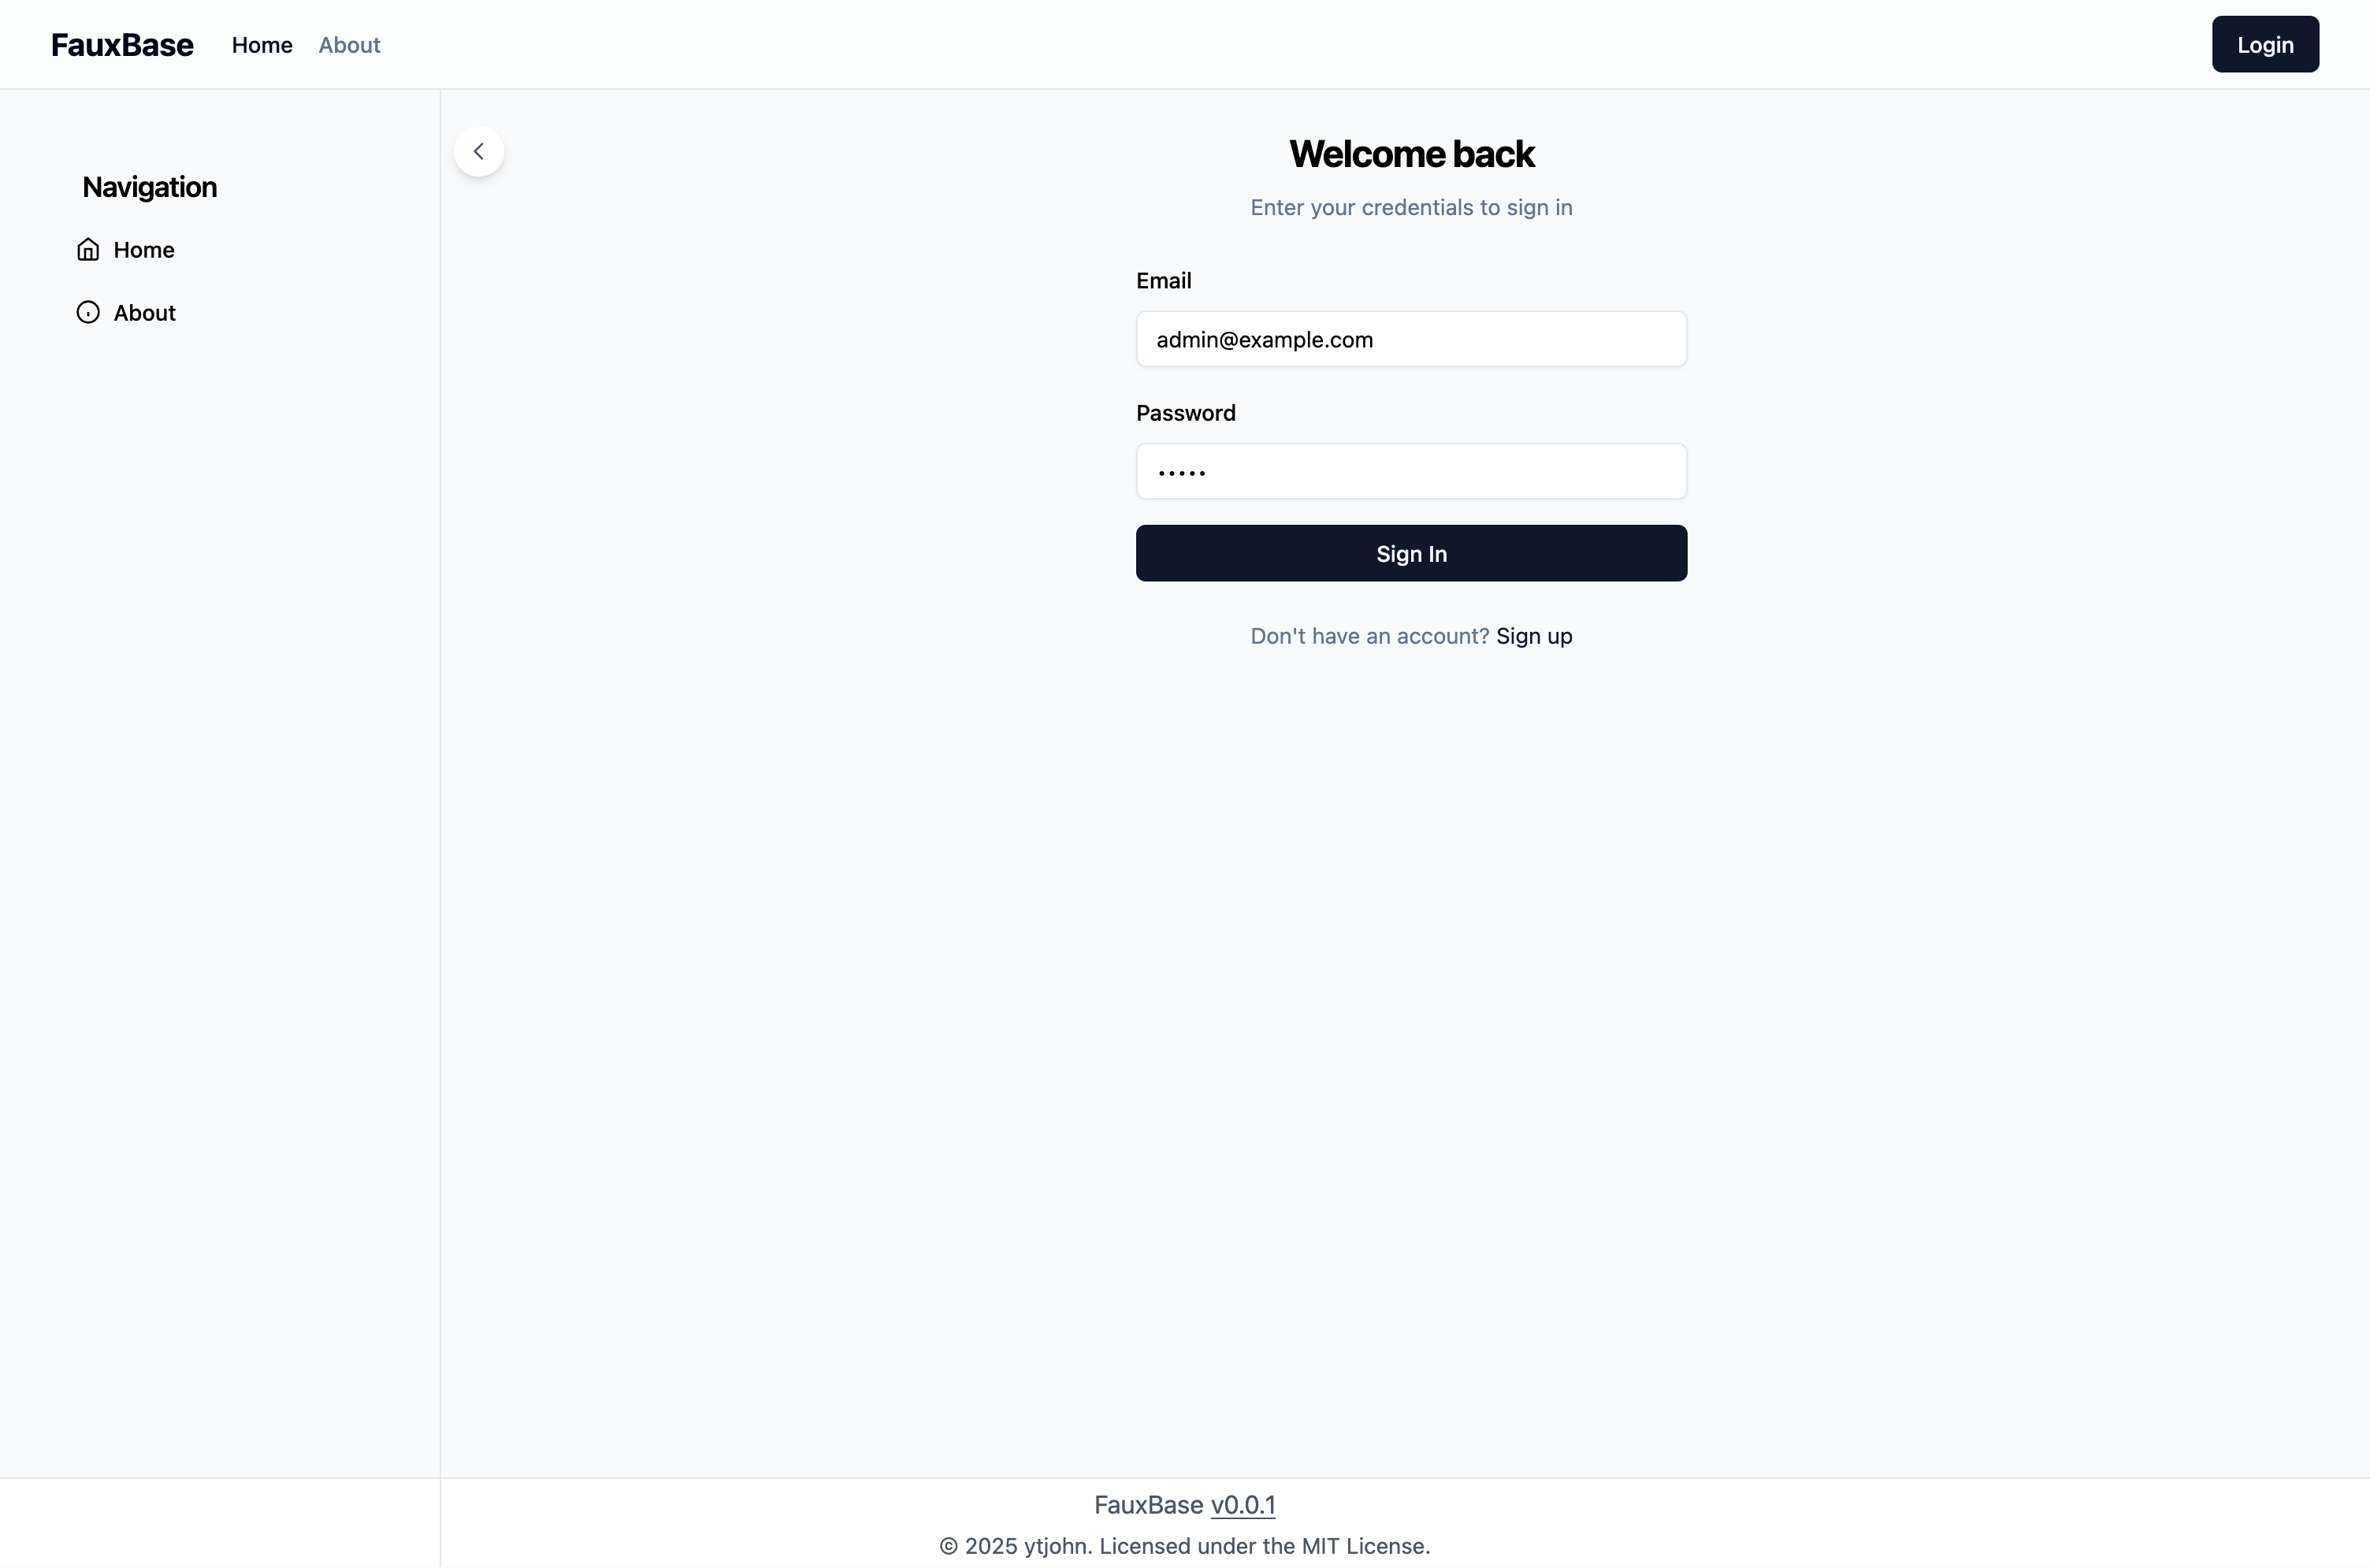 FauxBase Home About Login
Navigation
Home
About
Welcome back
Enter your credentials to sign in
Email
admin@example.com
Password
•••••
Sign In
Don't have an account? Sign up
FauxBase v0.0.1
© 2025 ytjohn. Licensed under the MIT License.